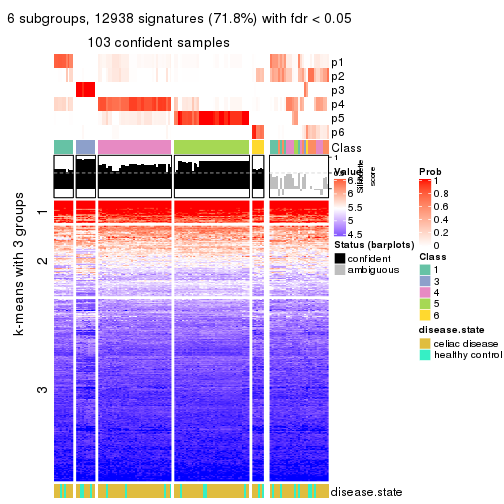 6 subgroups, 12938 signatures (71.8%) with fdr < 0.05
103 confident samples
p1
p2
p3
p4
p5
p6
Class
1
Silhouette
score
k-means with 3 groups
1
2
3
Value
6
5.5
5
4.5
Status (barplots)
confident
ambiguous
Prob
1
0.8
0.6
0.4
0.2
0
Class
1
3
4
5
6
disease.state
celiac disease
healthy control
disease.state